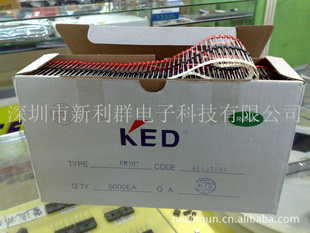 深圳市新利群电子科技有限公司
KED
TYPE FR107 CODE
Q'TY 5000EA Q A